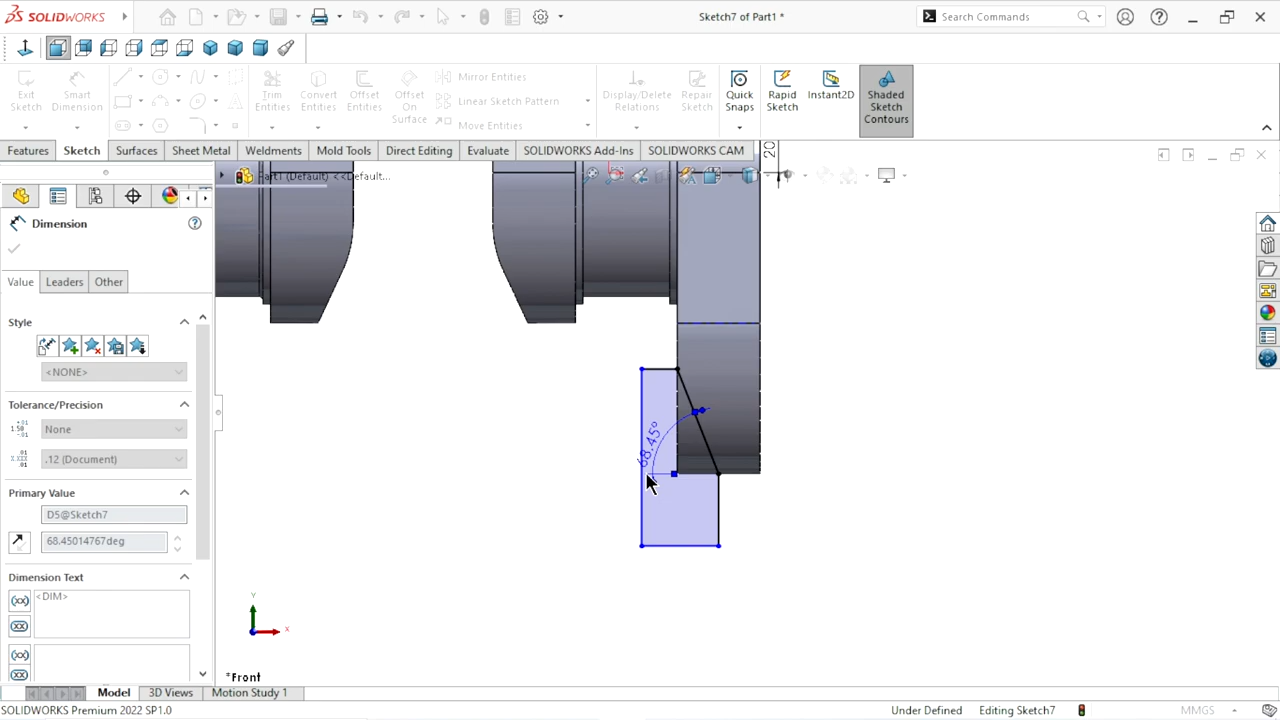 SOLIDWORKS
Sketch7 of Part1 *
Search Commands
Exit Sketch
Smart Dimension
Trim Entities
Convert Entities
Offset Entities
Offset On Surface
Mirror Entities
Linear Sketch Pattern
Move Entities
Display/Delete Relations
Repair Sketch
Quick Snaps
Rapid Sketch
Instant2D
Shaded Sketch Contours
Features
Sketch
Surfaces
Sheet Metal
Weldments
Mold Tools
Direct Editing
Evaluate
SOLIDWORKS Add-Ins
SOLIDWORKS CAM
20
Part1 (Default) <<Default...
Dimension
Value
Leaders
Other
Style
<NONE>
Tolerance/Precision
None
.12 (Document)
Primary Value
D5@Sketch7
68.45014767deg
Dimension Text
<DIM>
68.45°
Y
X
*Front
Model
3D Views
Motion Study 1
SOLIDWORKS Premium 2022 SP1.0
Under Defined
Editing Sketch7
MMGS